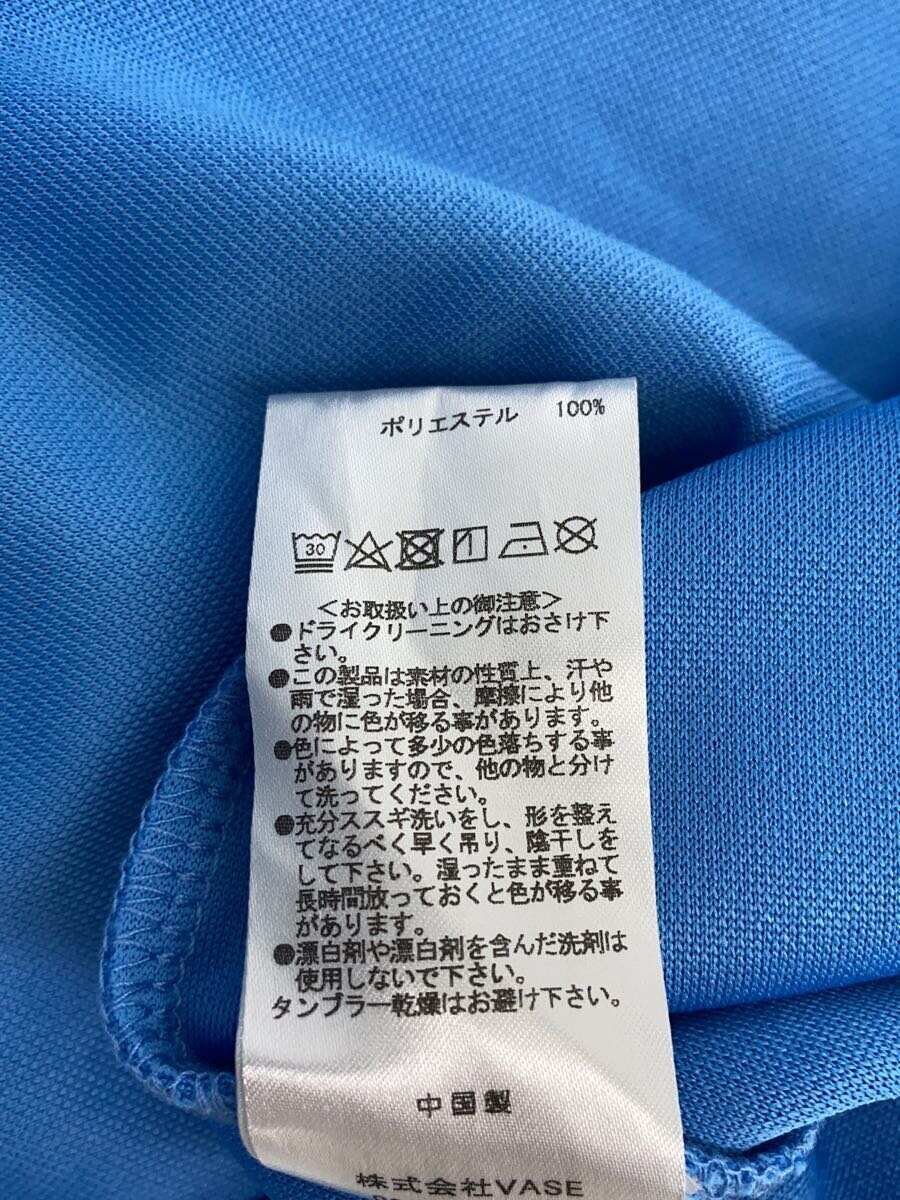 ポリエステル 100%
30
<お取扱い上の御注意>
●ドライクリーニングはおさけ下
さい。
●この製品は素材の性質上、汗や
雨で湿った場合、摩擦により他
の物に色が移る事があります。
●色によって多少の色落ちする事
がありますので、他の物と分け
て洗ってください。
●充分ススギ洗いをし、形を整え
てなるべく早く吊り、陰干しを
して下さい。湿ったまま重ねて
長時間放っておくと色が移る事
があります。
●漂白剤や漂白剤を含んだ洗剤は
使用しないで下さい。
タンブラー乾燥はお避け下さい。
中国製
株式会社VASE